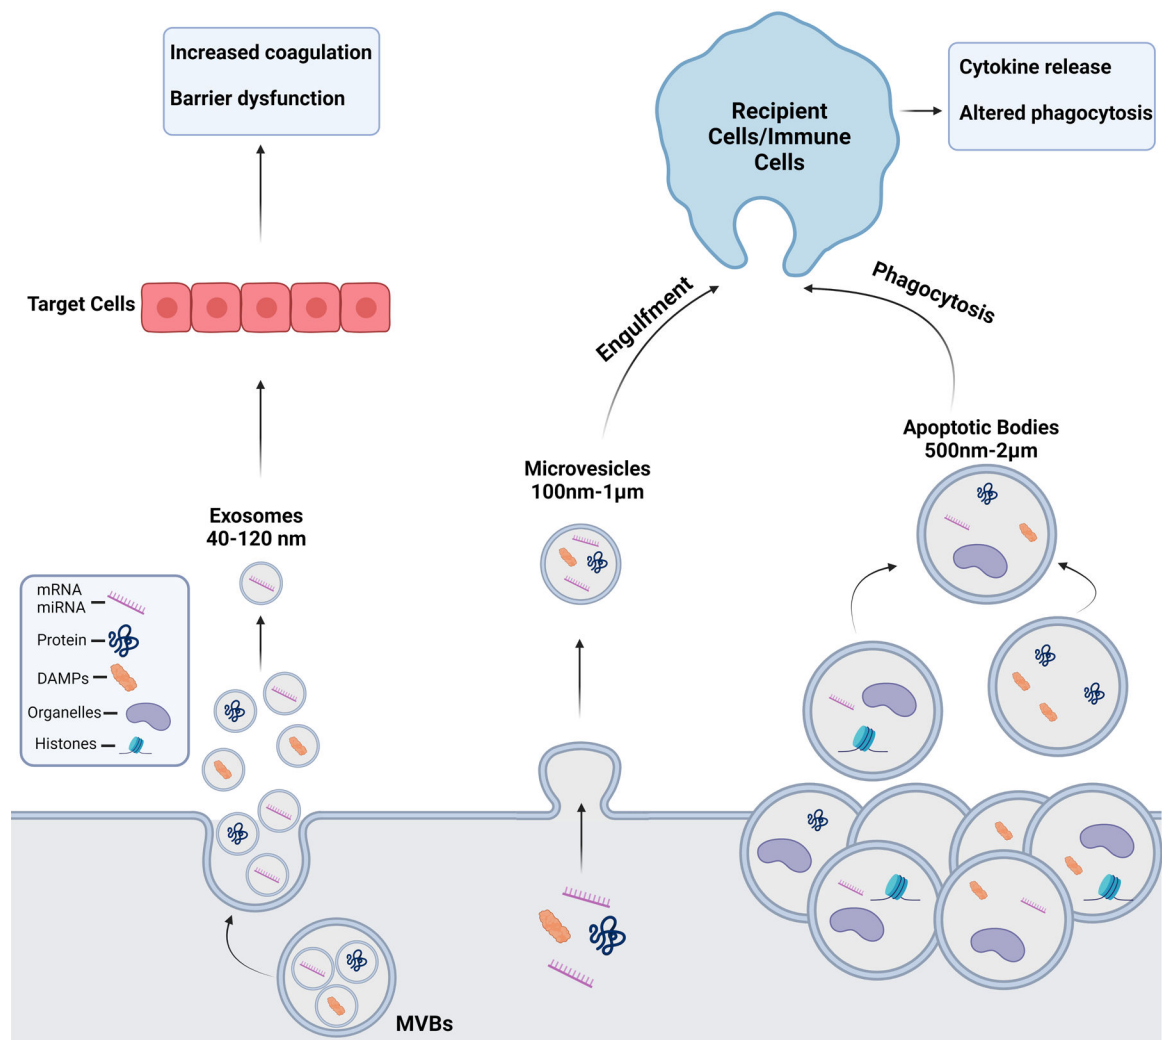 Increased coagulation
Barrier dysfunction
Recipient
Cells/Immune
Cells
Cytokine release
Altered phagocytosis
Target Cells
Engulfment
Phagocytosis
Apoptotic Bodies
500nm-2μm
Microvesicles
100nm-1μm
Exosomes
40-120 nm
mRNA
miRNA
Protein
DAMPs
Organelles
Histones
MVBs